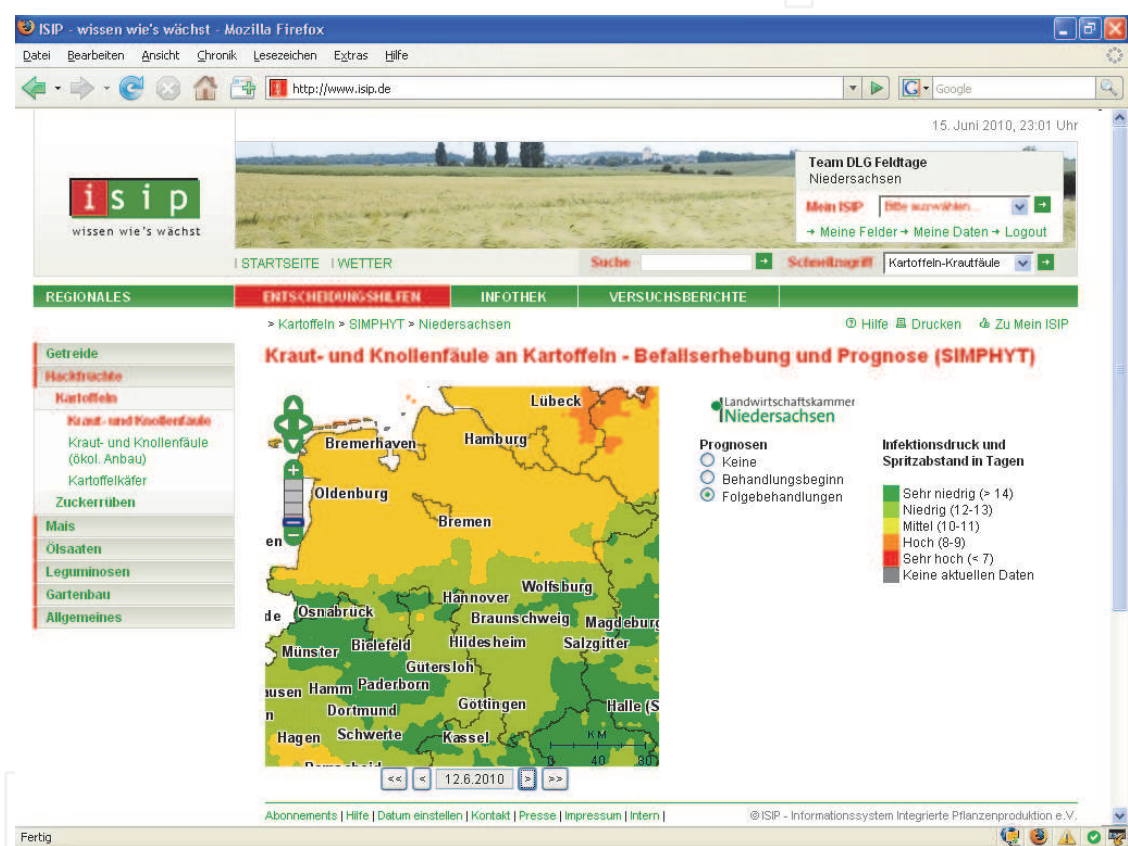 ISIP - wissen wie's wächst - Mozilla Firefox
Datei Bearbeiten Ansicht Chronik Lesezeichen Extras Hilfe
http://www.isip.de
Google
15. Juni 2010, 23:01 Uhr
Team DLG Feldtage
Niedersachsen
Mein ISIP Bitte auswählen...
Meine Felder Meine Daten Logout
isip
wissen wie's wächst
STARTSEITE WETTER
Suche
Schnellzugriff Kartoffeln-Krautfäule
REGIONALES ENTSCHEIDUNGSHILFEN INFOTHEK VERSUCHSBERICHTE
> Kartoffeln > SIMPHYT > Niedersachsen
Hilfe Drucken Zu Mein ISIP
Getreide
Hackfrüchte
Kartoffeln
Kraut- und Knollenfäule
Kraut- und Knollenfäule
(ökol. Anbau)
Kartoffelkäfer
Zuckerrüben
Mais
Ölsaaten
Leguminosen
Gartenbau
Allgemeines
Kraut- und Knollenfäule an Kartoffeln - Befallserhebung und Prognose (SIMPHYT)
Lübeck
Bremerhaven Hamburg
Oldenburg
Bremen
en
Wolfsburg
Hannover
de Osnabrück Braunschweig Magdeburg
Münster Bielefeld Hildesheim Salzgitter
Gütersloh
ausen Hamm Paderborn
n Dortmund Göttingen Halle (S
Hagen Schwerte Kassel
KM
0 40 80
<< < 12.6.2010 > >>
Landwirtschaftskammer
Niedersachsen
Prognosen
Keine
Behandlungsbeginn
Folgebehandlungen
Infektionsdruck und
Spritzabstand in Tagen
Sehr niedrig (> 14)
Niedrig (12-13)
Mittel (10-11)
Hoch (8-9)
Sehr hoch (< 7)
Keine aktuellen Daten
Abonnements | Hilfe | Datum einstellen | Kontakt | Presse | Impressum | Intern |
© ISIP - Informationssystem Integrierte Pflanzenproduktion e.V.
Fertig